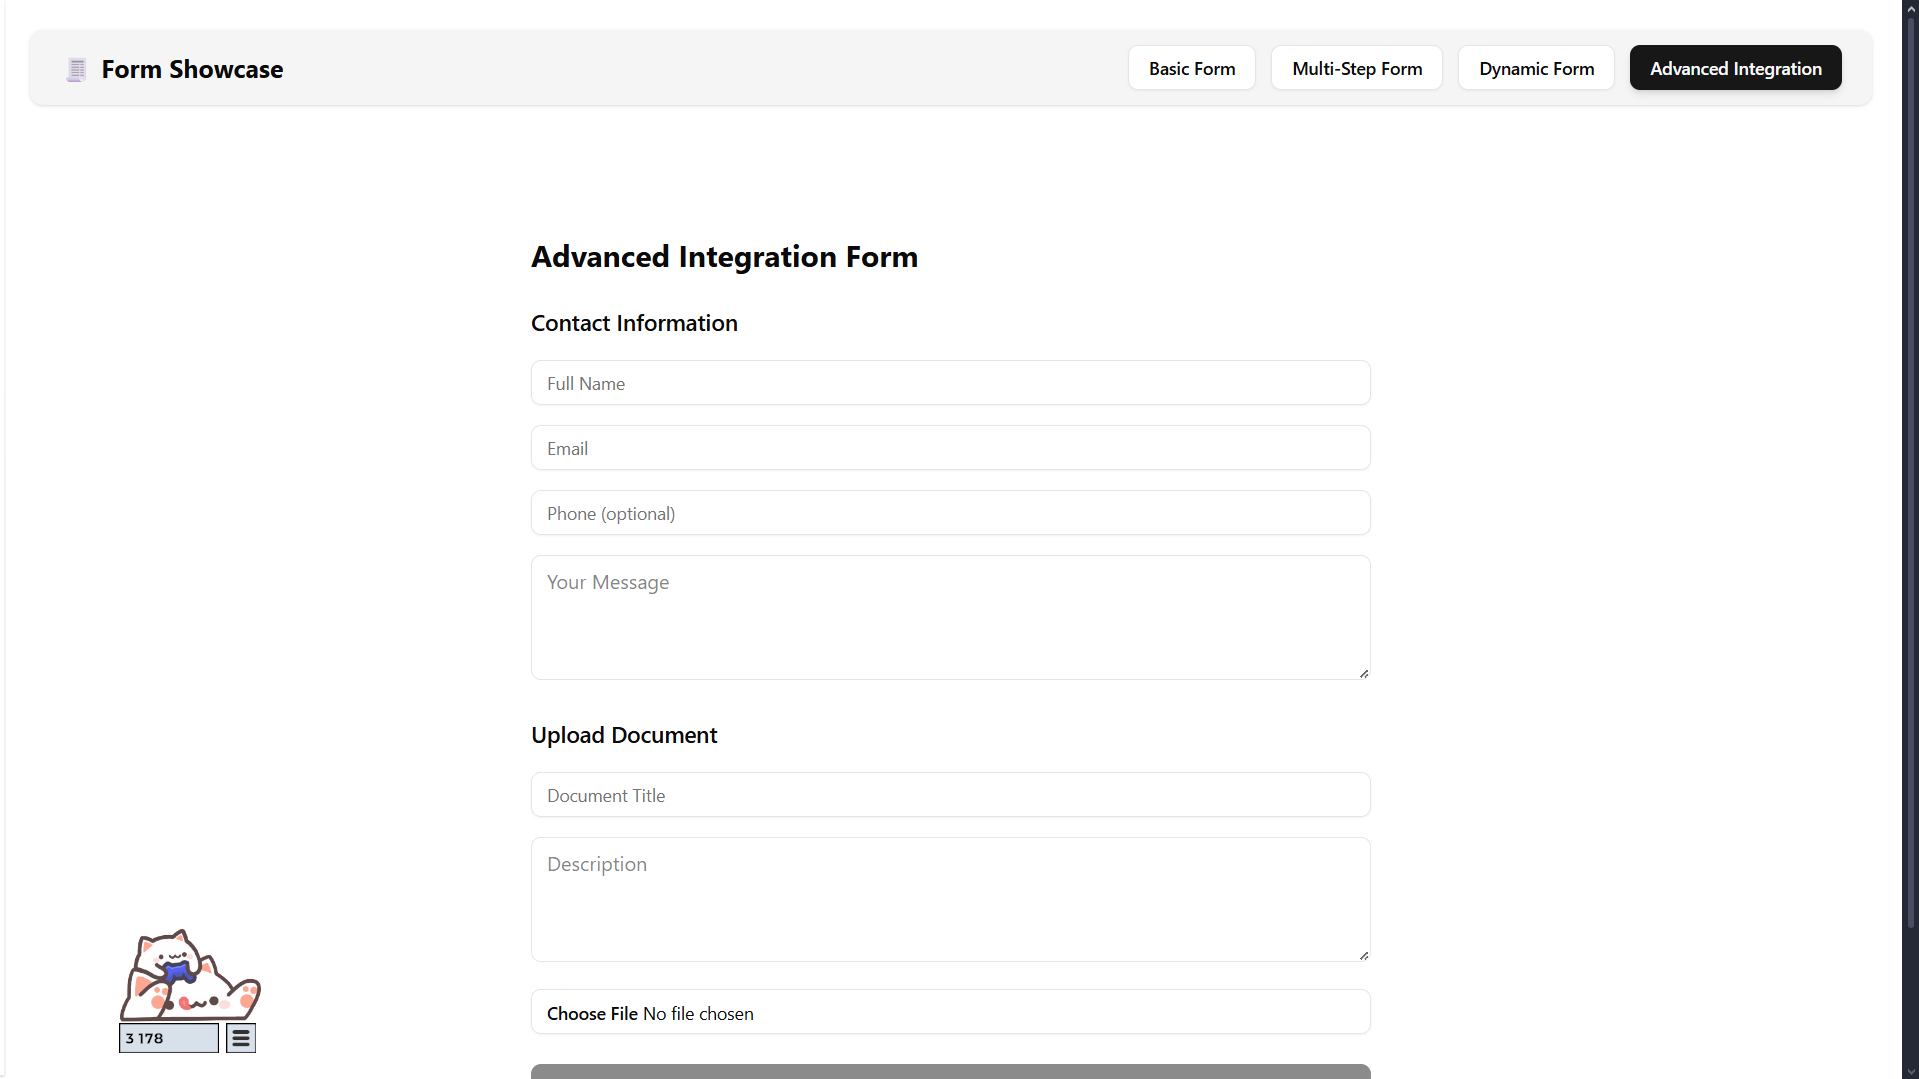 Form Showcase
Basic Form
Multi-Step Form
Dynamic Form
Advanced Integration
Advanced Integration Form
Contact Information
Full Name
Email
Phone (optional)
Your Message
Upload Document
Document Title
Description
Choose File No file chosen
3 178